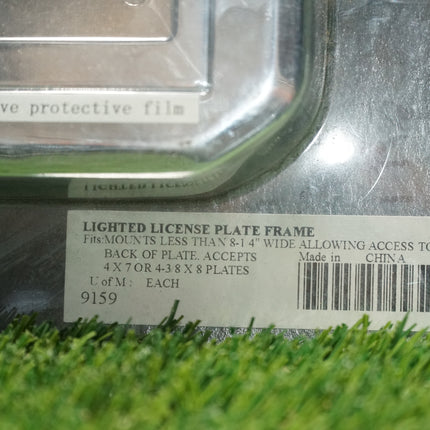 ve protective film
LIGHTED LICENSE PLATE FRAME
Fits:MOUNTS LESS THAN 8-1 4" WIDE ALLOWING ACCESS TO
BACK OF PLATE. ACCEPTS Made in CHINA
4 X 7 OR 4-3 8 X 8 PLATES
U of M : EACH
9159